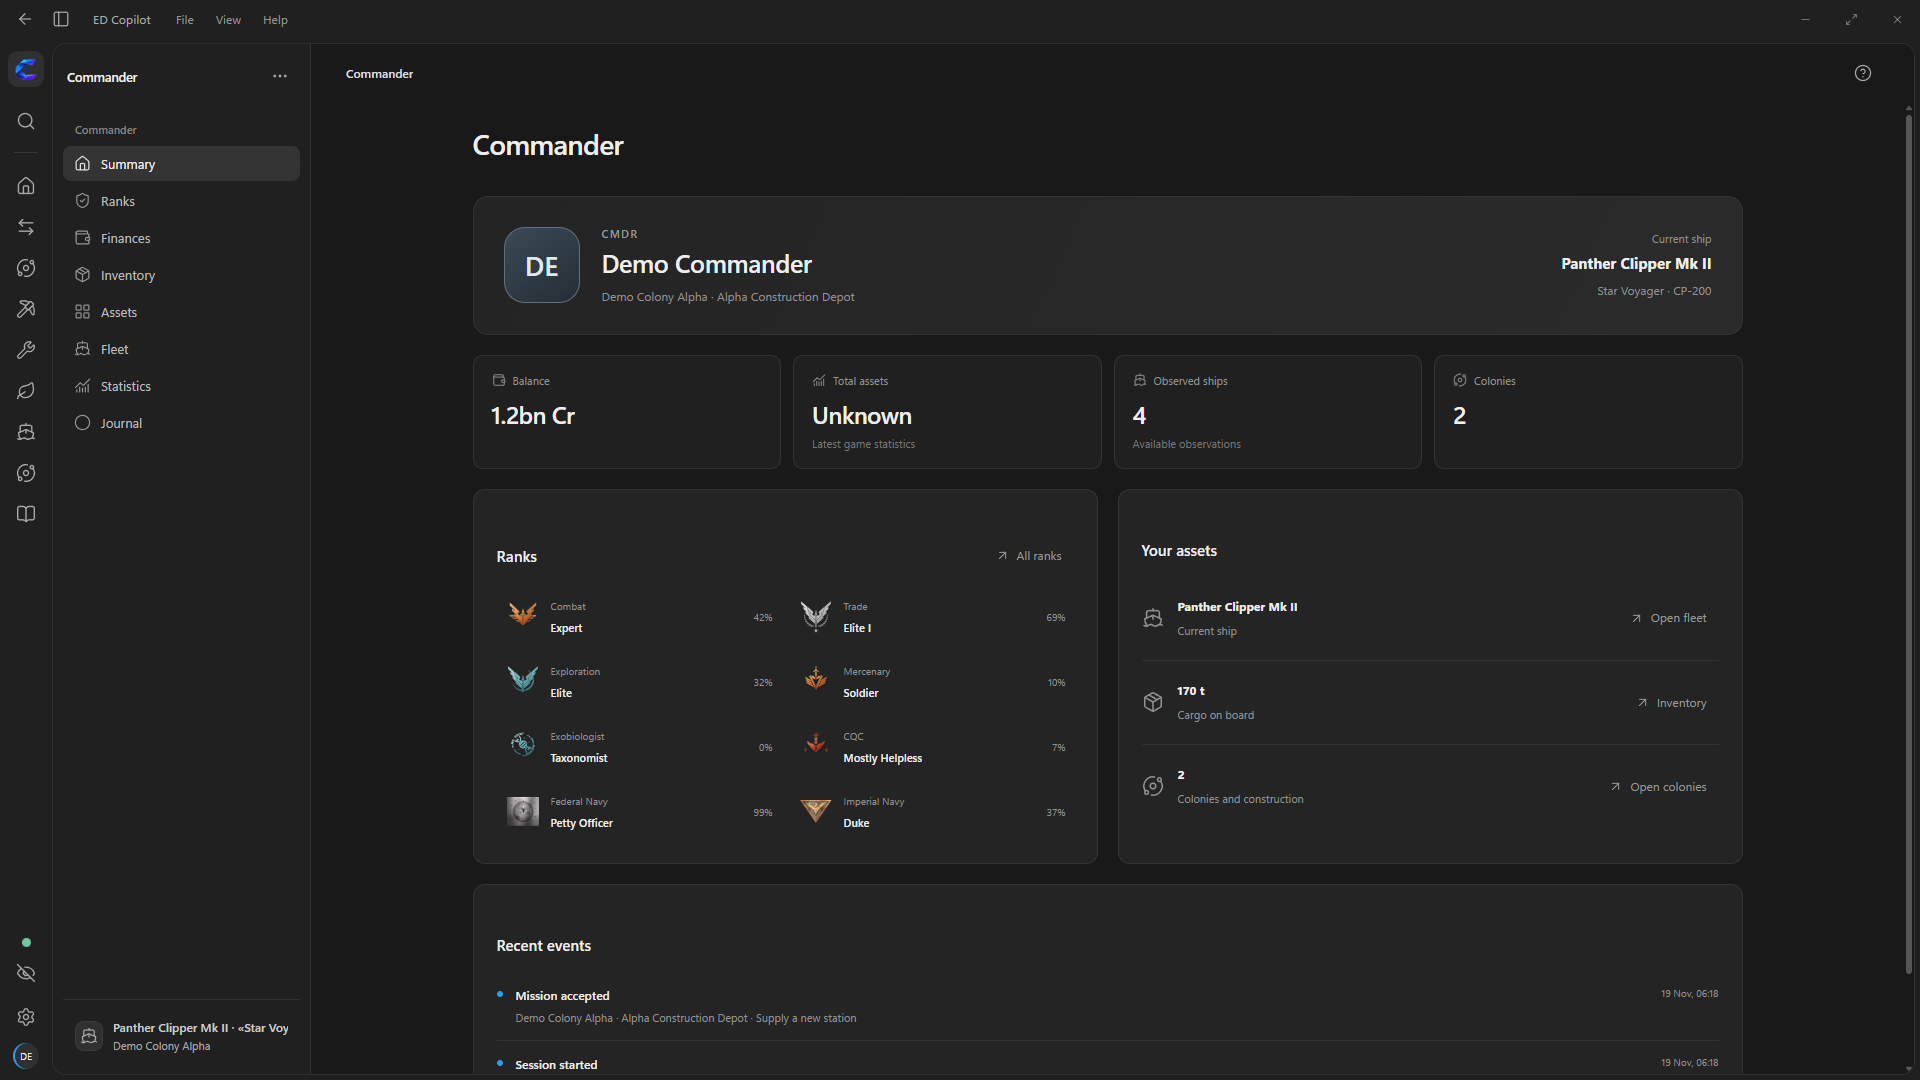 ED Copilot
File
View
Help
Commander
Commander
Commander
Summary
Ranks
Finances
Inventory
Assets
Fleet
Statistics
Journal
Panther Clipper Mk II · «Star Voy
Demo Colony Alpha
DE
Commander
DE
CMDR
Demo Commander
Demo Colony Alpha · Alpha Construction Depot
Current ship
Panther Clipper Mk II
Star Voyager · CP-200
Balance
1.2bn Cr
Total assets
Unknown
Latest game statistics
Observed ships
4
Available observations
Colonies
2
Ranks
All ranks
Combat
Expert
42%
Trade
Elite I
69%
Exploration
Elite
32%
Mercenary
Soldier
10%
Exobiologist
Taxonomist
0%
CQC
Mostly Helpless
7%
Federal Navy
Petty Officer
99%
Imperial Navy
Duke
37%
Your assets
Panther Clipper Mk II
Current ship
Open fleet
170 t
Cargo on board
Inventory
2
Colonies and construction
Open colonies
Recent events
Mission accepted
19 Nov, 06:18
Demo Colony Alpha · Alpha Construction Depot · Supply a new station
Session started
19 Nov, 06:18